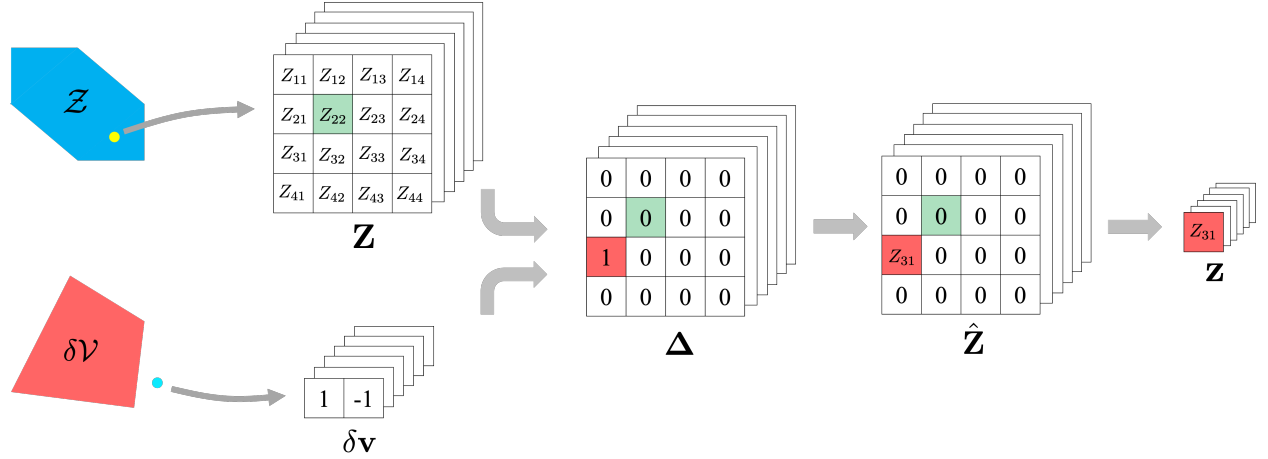 𝒵
Z₁₁ Z₁₂ Z₁₃ Z₁₄
Z₂₁ Z₂₂ Z₂₃ Z₂₄
Z₃₁ Z₃₂ Z₃₃ Z₃₄
Z₄₁ Z₄₂ Z₄₃ Z₄₄
Z
δ𝒱
1 -1
δv
0 0 0 0
0 0 0 0
1 0 0 0
0 0 0 0
Δ
0 0 0 0
0 0 0 0
Z₃₁ 0 0 0
0 0 0 0
Ẑ
Z₃₁
z